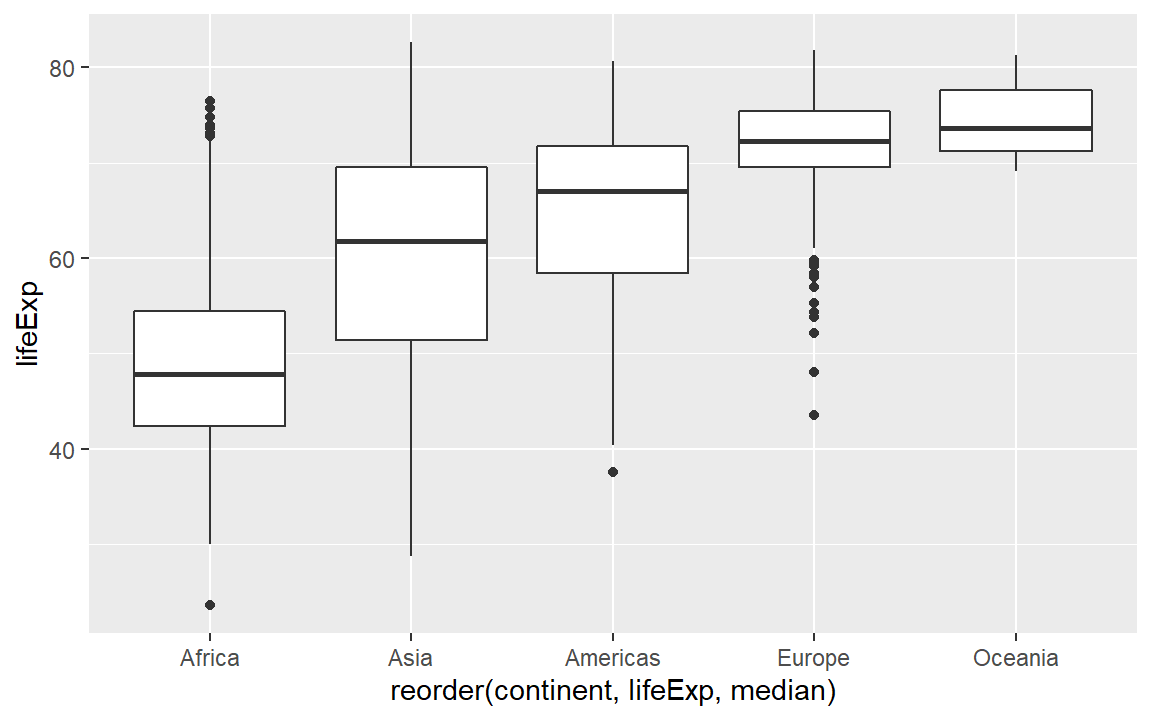 lifeExp
80
60
40
Africa Asia Americas Europe Oceania
reorder(continent, lifeExp, median)